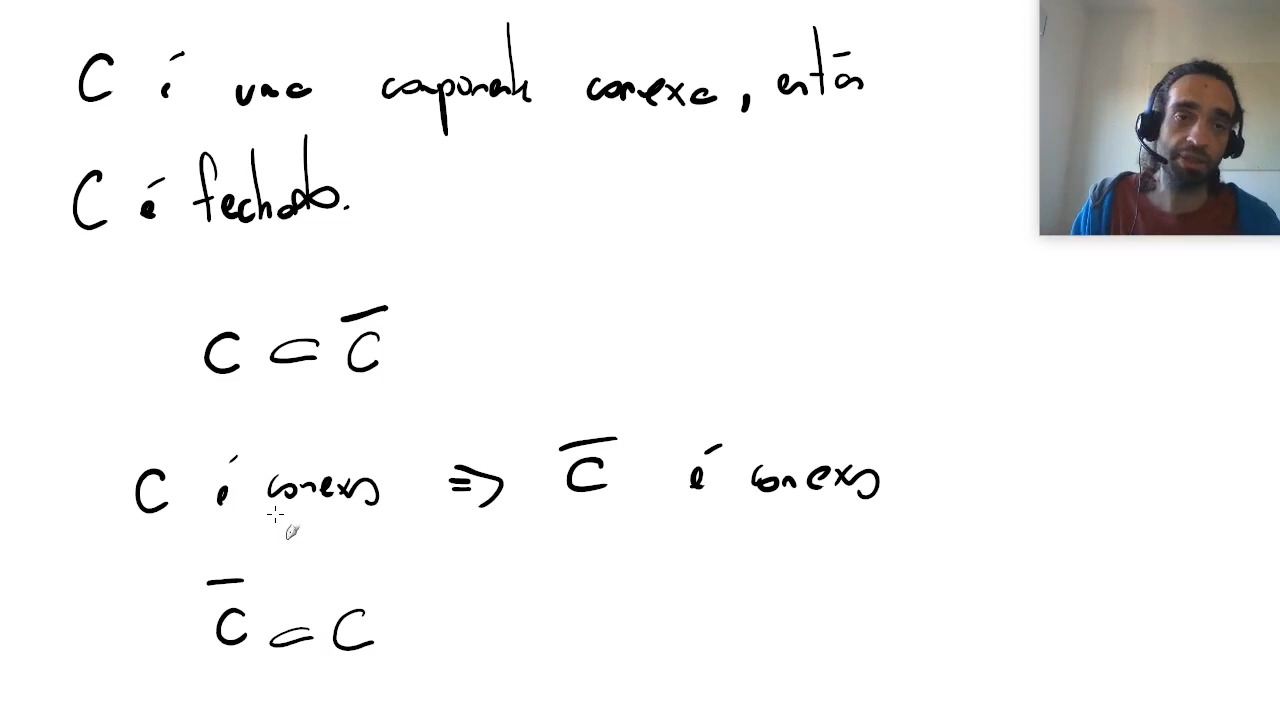 C é uma componente conexa, então
C é fechado.
C ⊂ C̅
C é conexo ⇒ C̅ é conexo
C̅ ⊂ C